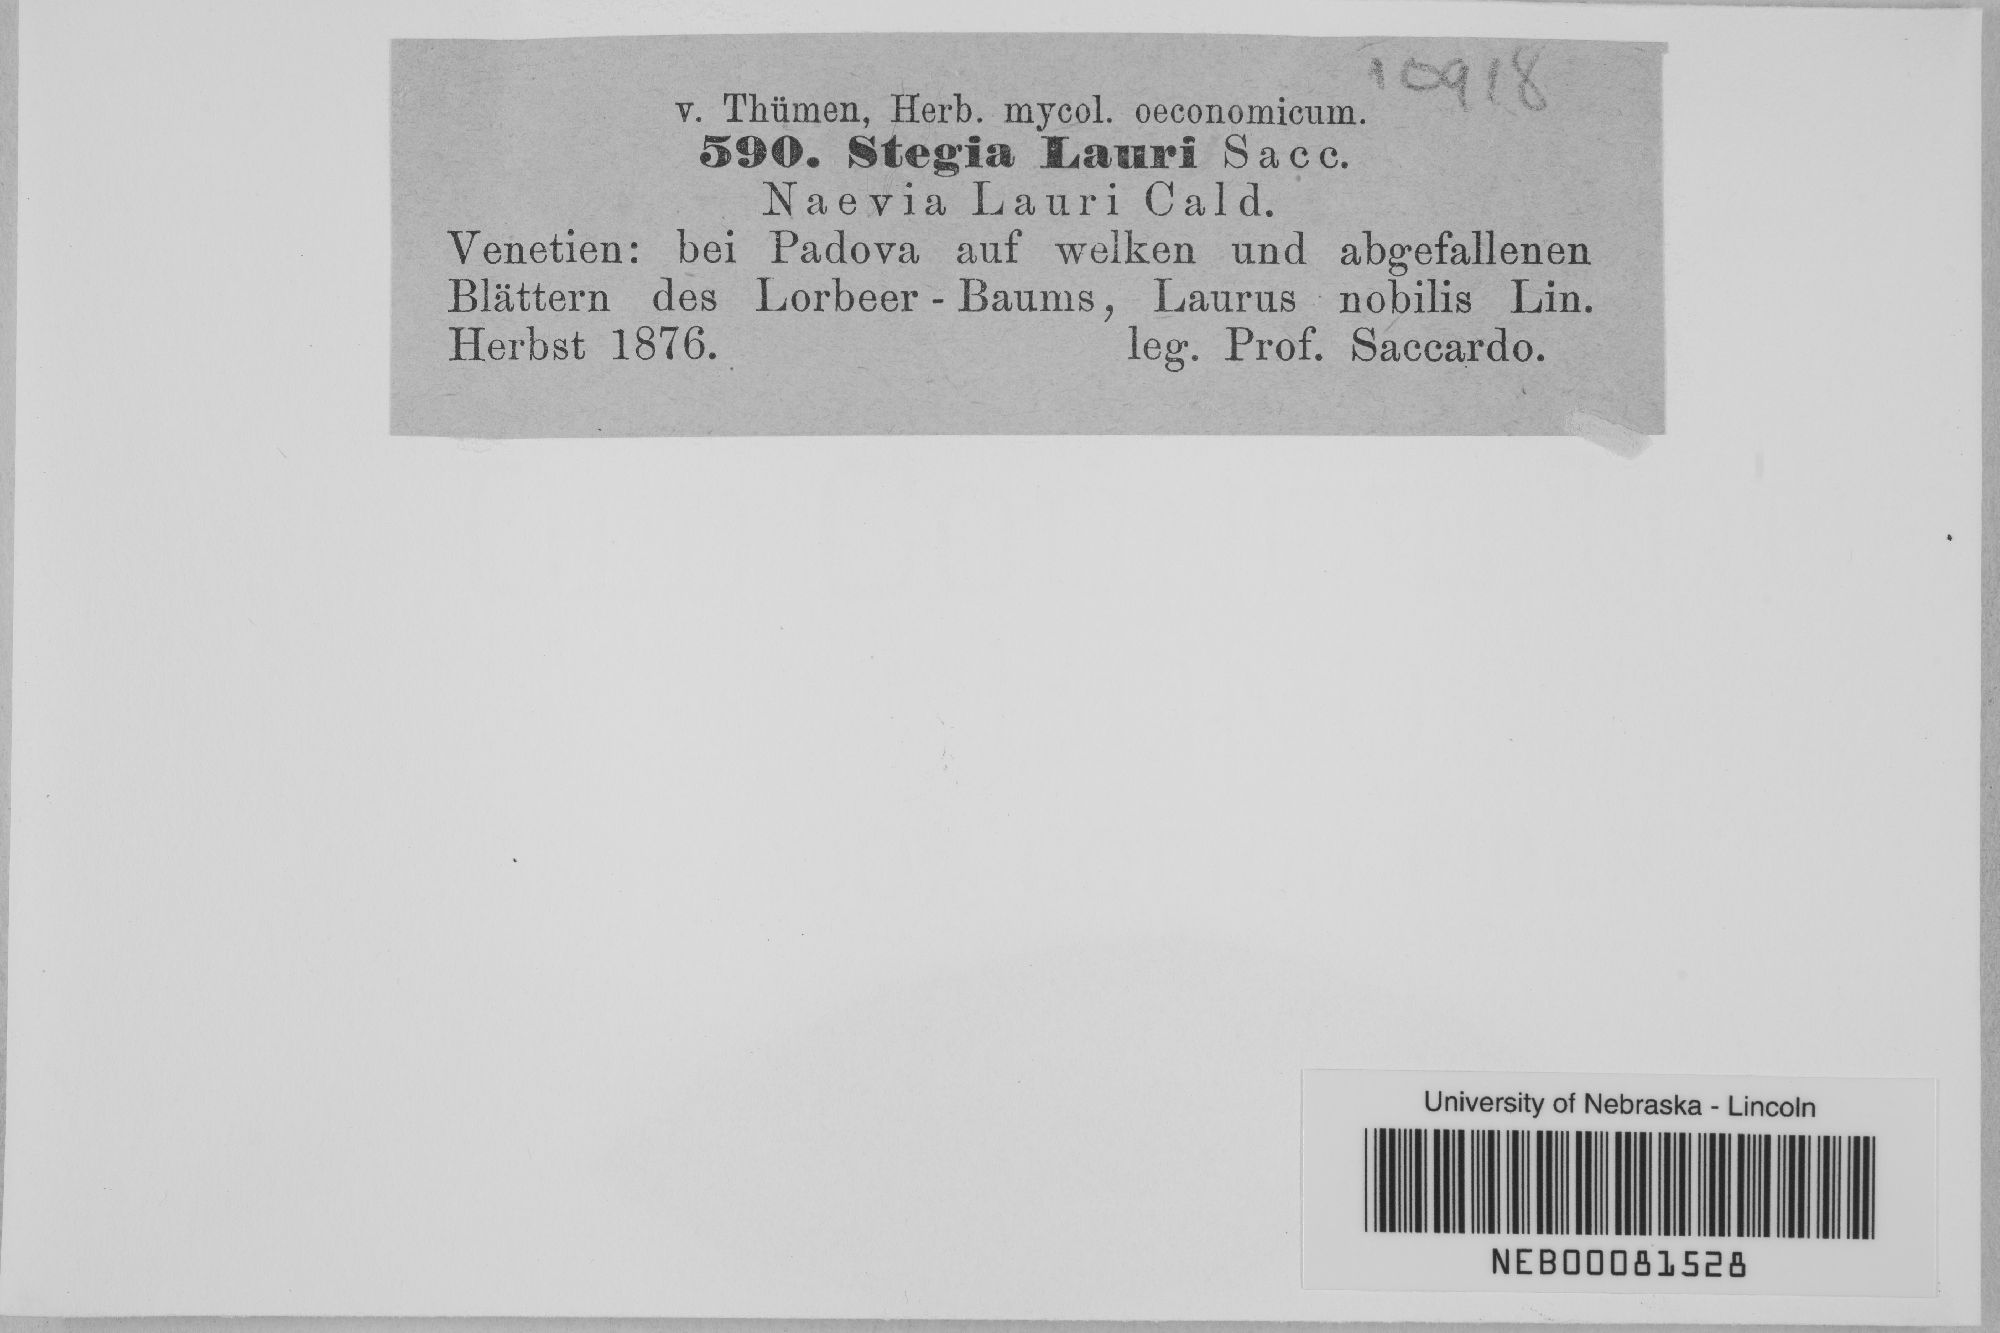 10918
v. Thümen, Herb. mycol. oeconomicum.
590. Stegia Lauri Sacc.
Naevia Lauri Cald.
Venetien: bei Padova auf welken und abgefallenen
Blättern des Lorbeer-Baums, Laurus nobilis Lin.
Herbst 1876. leg. Prof. Saccardo.
University of Nebraska - Lincoln
NEB00081528